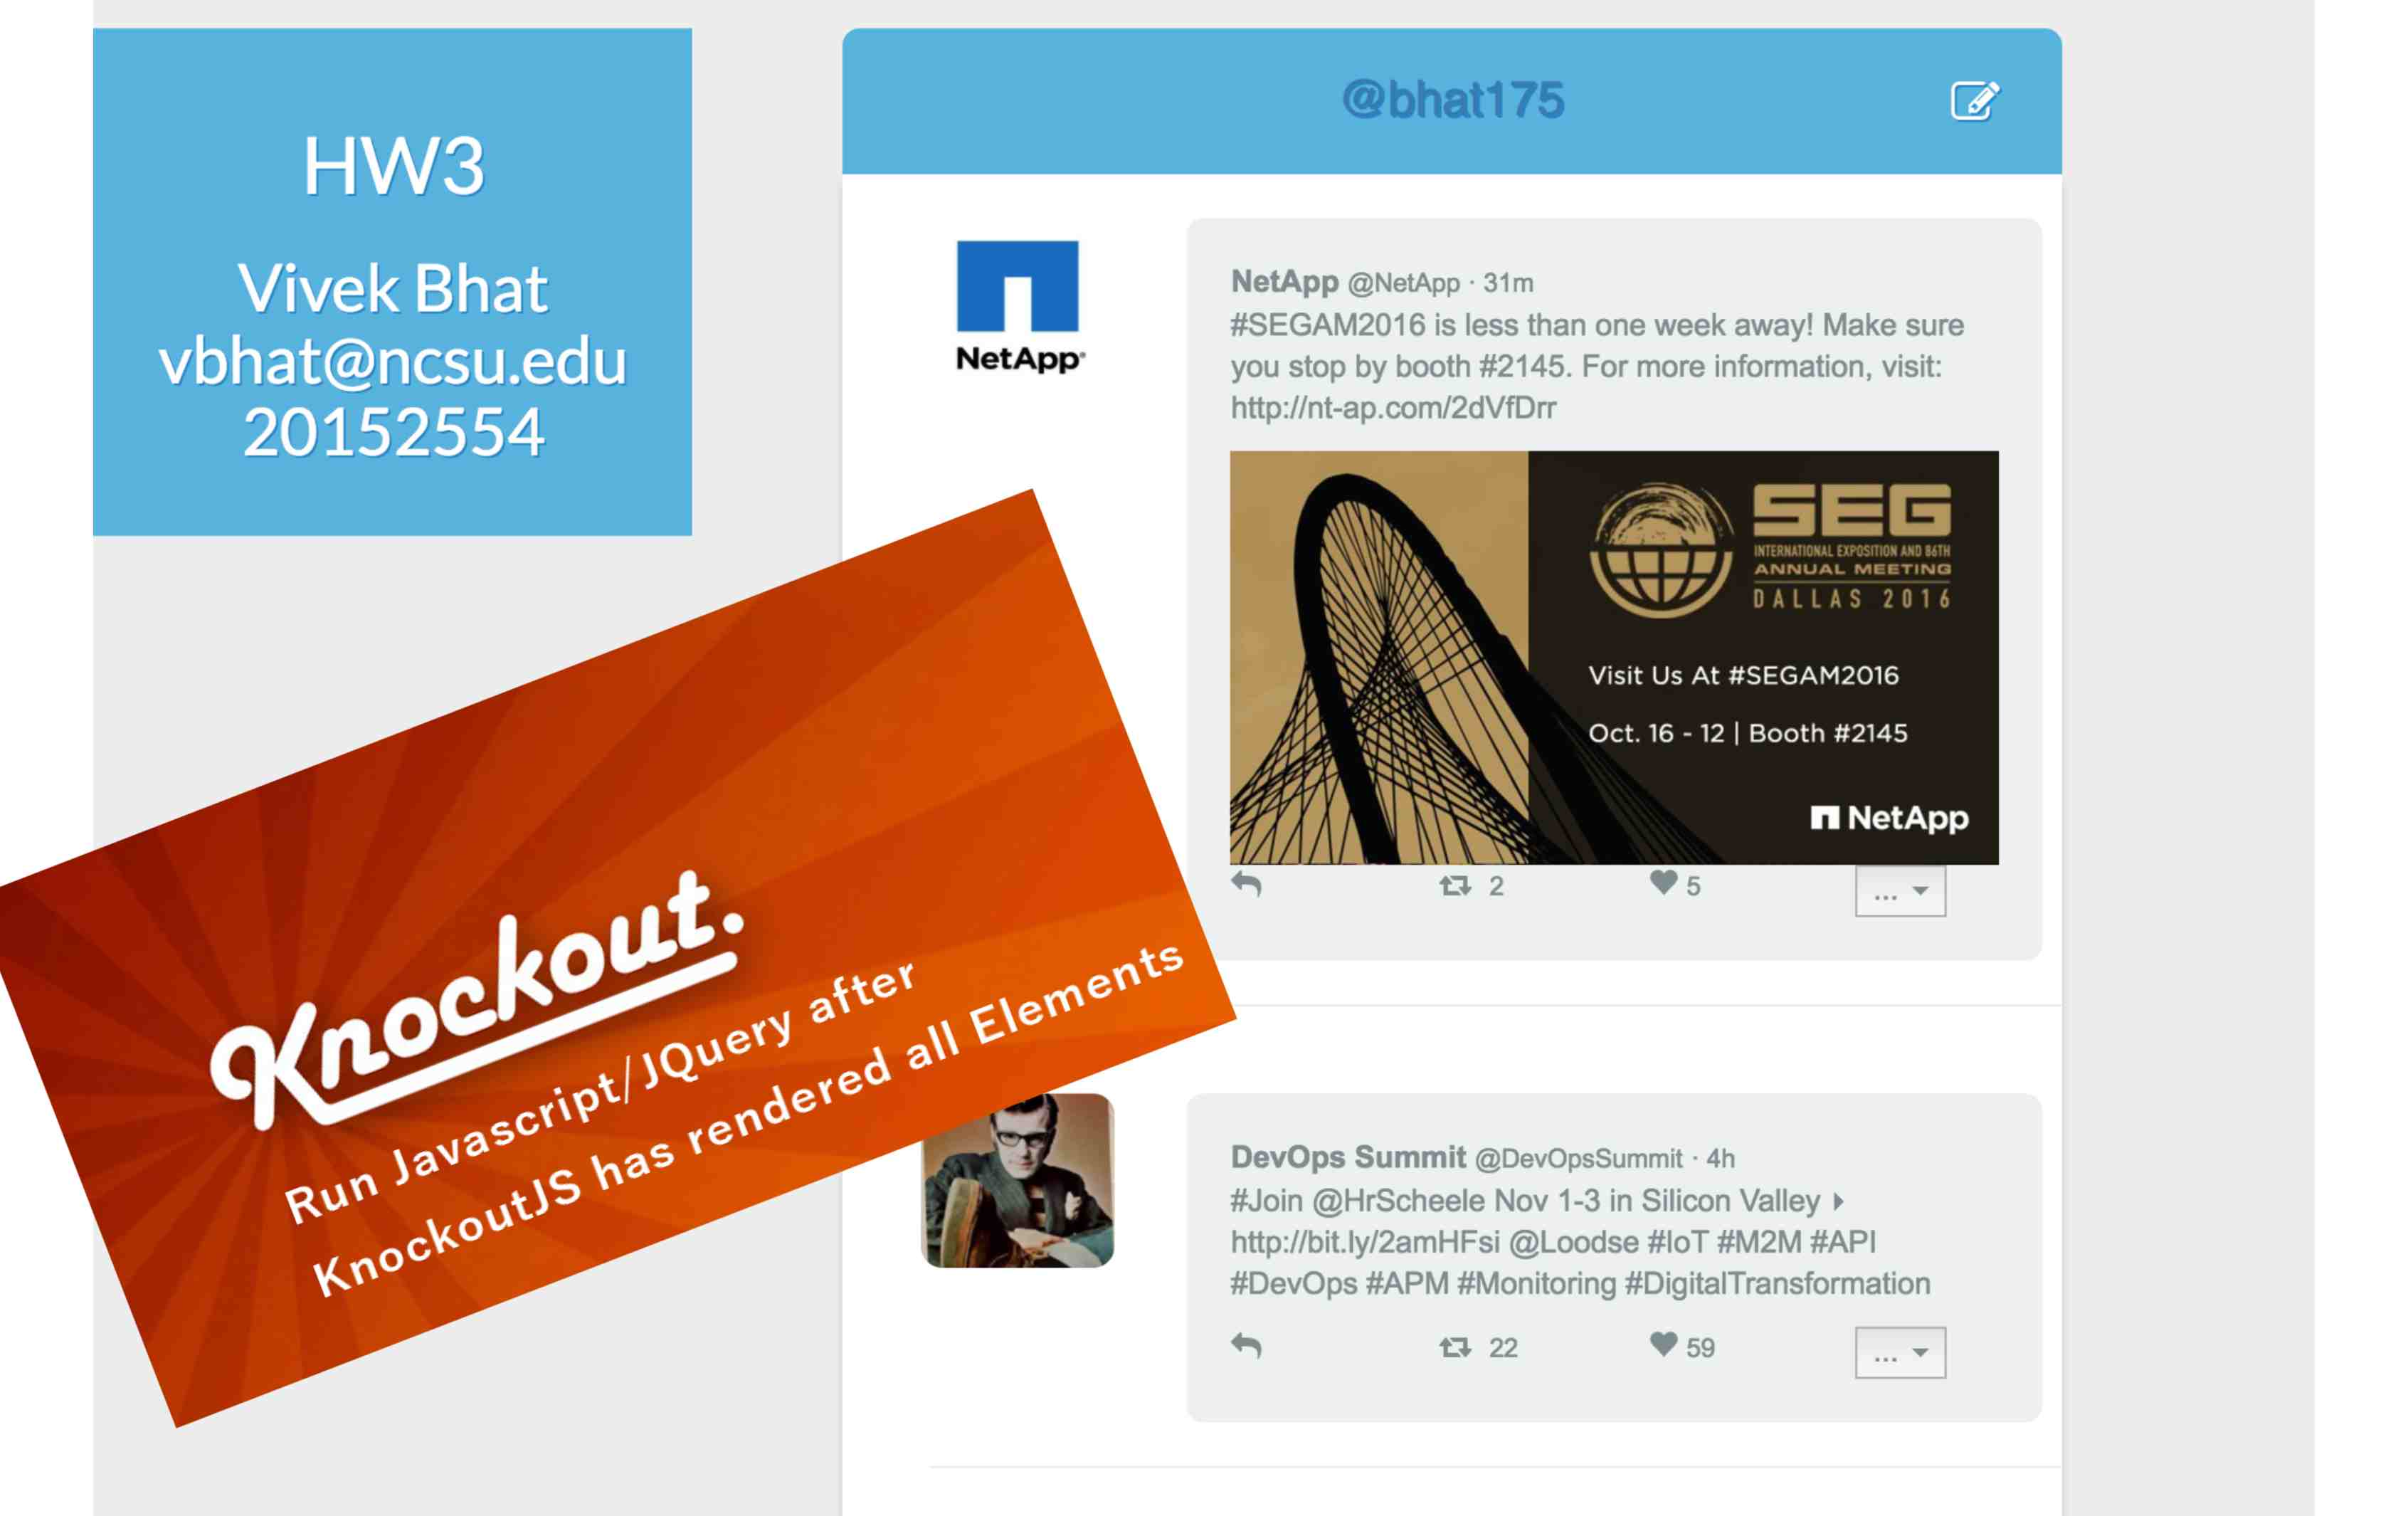 HW3
Vivek Bhat
vbhat@ncsu.edu
20152554
@bhat175
NetApp®
NetApp @NetApp · 31m
#SEGAM2016 is less than one week away! Make sure
you stop by booth #2145. For more information, visit:
http://nt-ap.com/2dVfDrr
SEG
INTERNATIONAL EXPOSITION AND 86TH
ANNUAL MEETING
DALLAS 2016
Visit Us At #SEGAM2016
Oct. 16 - 12 | Booth #2145
NetApp
2 5 ...
Knockout.
Run Javascript/JQuery after
KnockoutJS has rendered all Elements
DevOps Summit @DevOpsSummit · 4h
#Join @HrScheele Nov 1-3 in Silicon Valley
http://bit.ly/2amHFsi @Loodse #IoT #M2M #API
#DevOps #APM #Monitoring #DigitalTransformation
22 59 ...